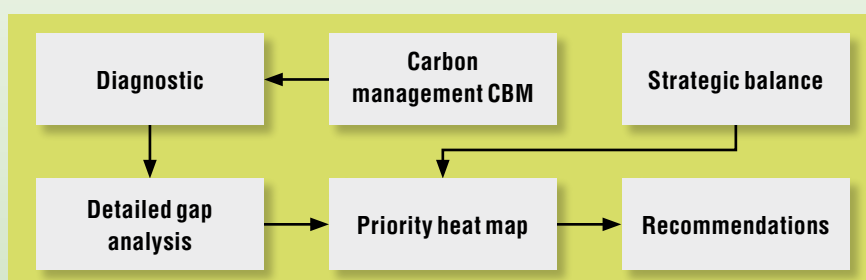 Diagnostic
Carbon
management CBM
Strategic balance
Detailed gap
analysis
Priority heat map
Recommendations